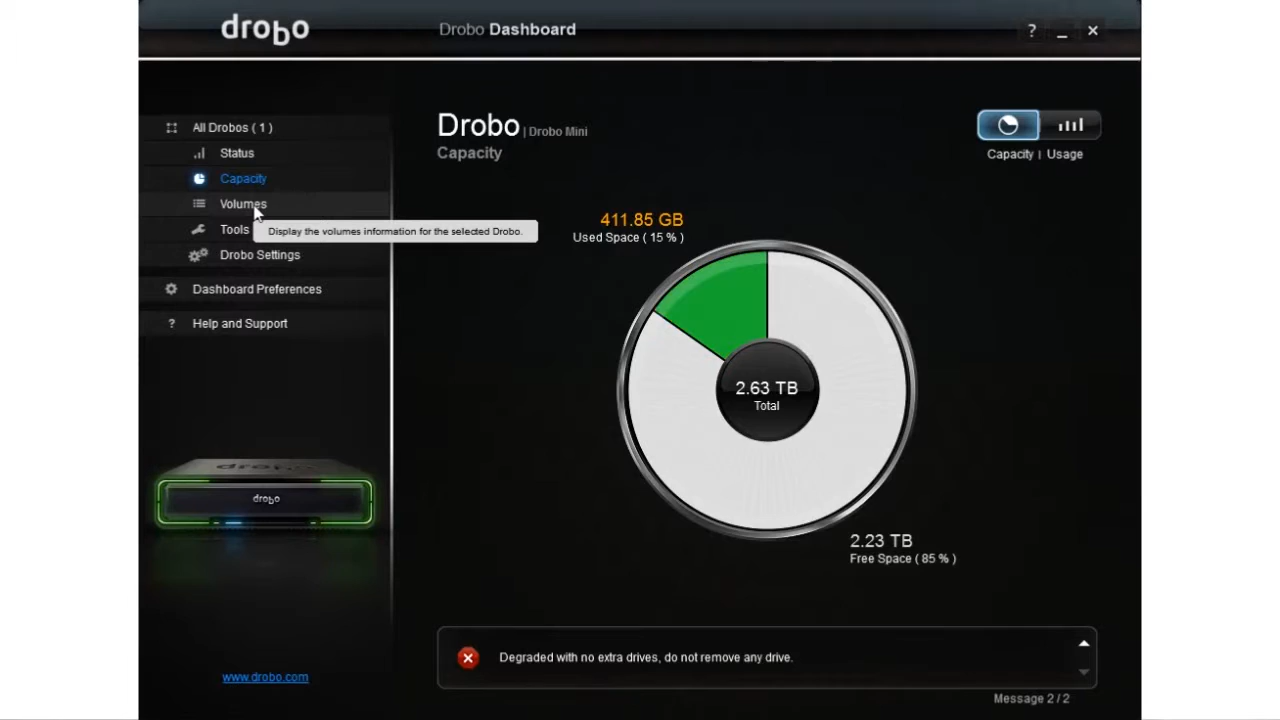 drobo
Drobo Dashboard
? _ ×
All Drobos ( 1 )
Status
Capacity
Volumes
Tools
Display the volumes information for the selected Drobo.
Drobo Settings
Dashboard Preferences
? Help and Support
drobo
drobo
www.drobo.com
Drobo | Drobo Mini
Capacity
Capacity | Usage
411.85 GB
Used Space ( 15 % )
2.63 TB
Total
2.23 TB
Free Space ( 85 % )
Degraded with no extra drives, do not remove any drive.
Message 2 / 2